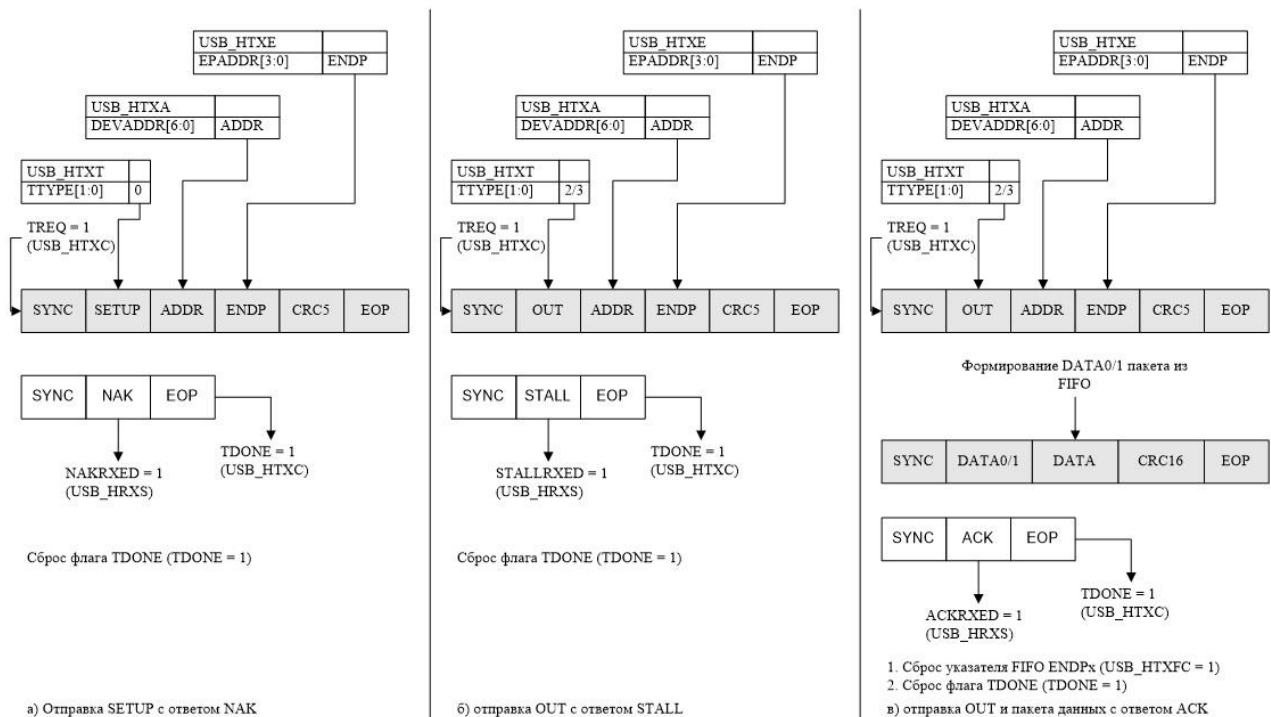 USB_HTXE
EPADDR[3:0] ENDP
USB_HTXA
DEVADDR[6:0] ADDR
USB_HTXT
TTYPE[1:0] 0
TREQ = 1
(USB_HTXC)
SYNC SETUP ADDR ENDP CRC5 EOP
SYNC NAK EOP
NAKRXED = 1
(USB_HRXS)
TDONE = 1
(USB_HTXC)
Сброс флага TDONE (TDONE = 1)
а) Отправка SETUP с ответом NAK
USB_HTXE
EPADDR[3:0] ENDP
USB_HTXA
DEVADDR[6:0] ADDR
USB_HTXT
TTYPE[1:0] 2/3
TREQ = 1
(USB_HTXC)
SYNC OUT ADDR ENDP CRC5 EOP
SYNC STALL EOP
STALLRXED = 1
(USB_HRXS)
TDONE = 1
(USB_HTXC)
Сброс флага TDONE (TDONE = 1)
б) отправка OUT с ответом STALL
USB_HTXE
EPADDR[3:0] ENDP
USB_HTXA
DEVADDR[6:0] ADDR
USB_HTXT
TTYPE[1:0] 2/3
TREQ = 1
(USB_HTXC)
SYNC OUT ADDR ENDP CRC5 EOP
Формирование DATA0/1 пакета из
FIFO
SYNC DATA0/1 DATA CRC16 EOP
SYNC ACK EOP
ACKRXED = 1
(USB_HRXS)
TDONE = 1
(USB_HTXC)
1. Сброс указателя FIFO ENDPx (USB_HTXFC = 1)
2. Сброс флага TDONE (TDONE = 1)
в) отправка OUT и пакета данных с ответом ACK